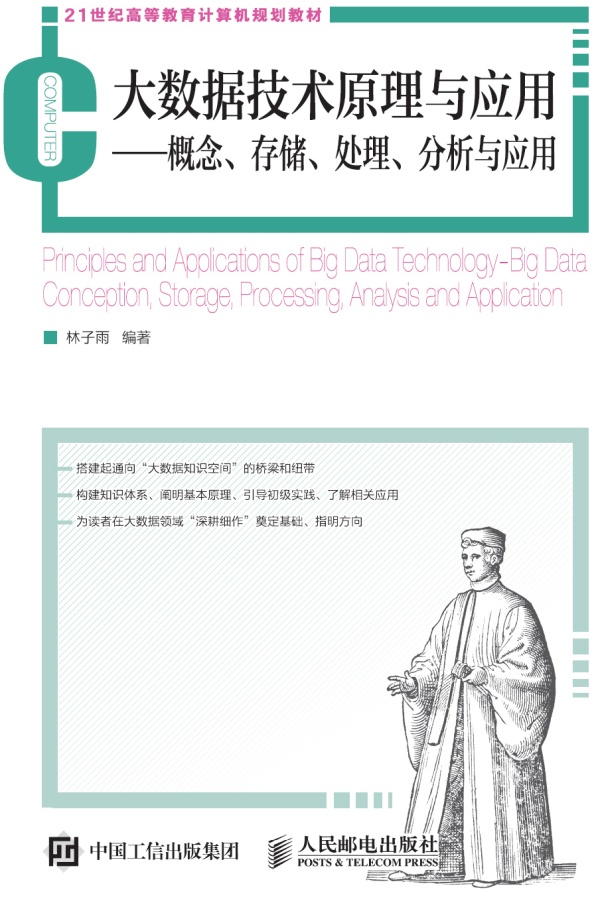 21世纪高等教育计算机规划教材
COMPUTER
大数据技术原理与应用
——概念、存储、处理、分析与应用
Principles and Applications of Big Data Technology-Big Data
Conception, Storage, Processing, Analysis and Application
林子雨 编著
搭建起通向“大数据知识空间”的桥梁和纽带
构建知识体系、阐明基本原理、引导初级实践、了解相关应用
为读者在大数据领域“深耕细作”奠定基础、指明方向
中国工信出版集团
人民邮电出版社
POSTS & TELECOM PRESS